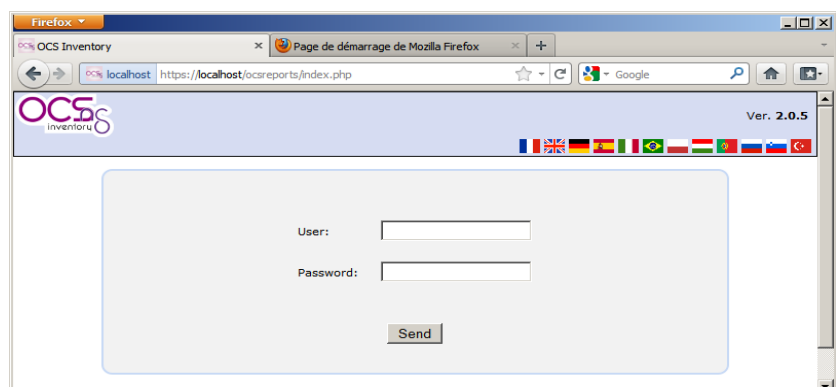 Firefox
OCS Inventory
Page de démarrage de Mozilla Firefox
localhost https://localhost/ocsreports/index.php
Google
OCSng
inventory
Ver. 2.0.5
User:
Password:
Send